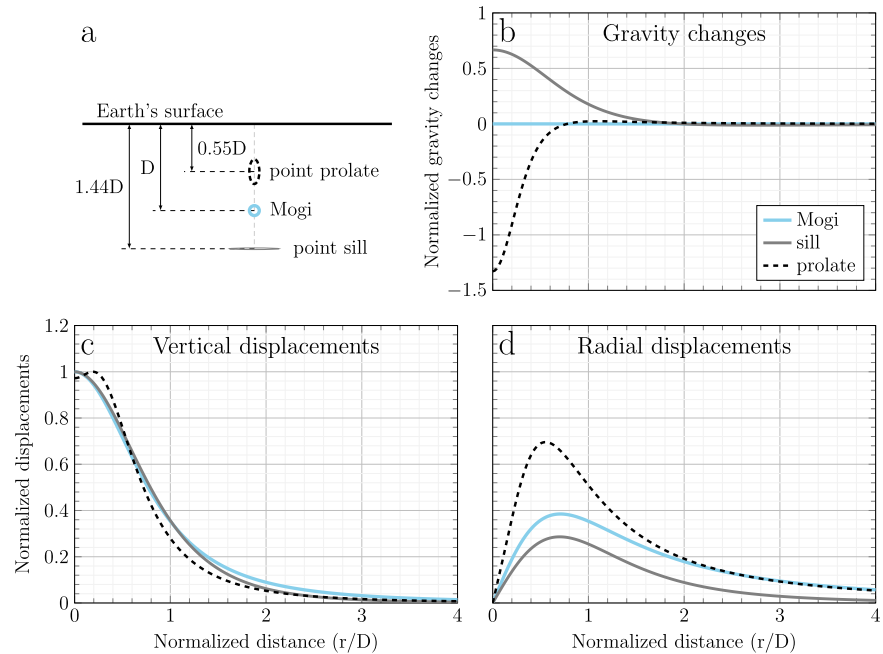 a
Earth's surface
0.55D
point prolate
D
Mogi
1.44D
point sill
b
Gravity changes
Normalized gravity changes
1
0.5
0
−0.5
−1
−1.5
Mogi
sill
prolate
c
Vertical displacements
Normalized displacements
1.2
1
0.8
0.6
0.4
0.2
0
0 1 2 3 4
Normalized distance (r/D)
d
Radial displacements
0 1 2 3 4
Normalized distance (r/D)